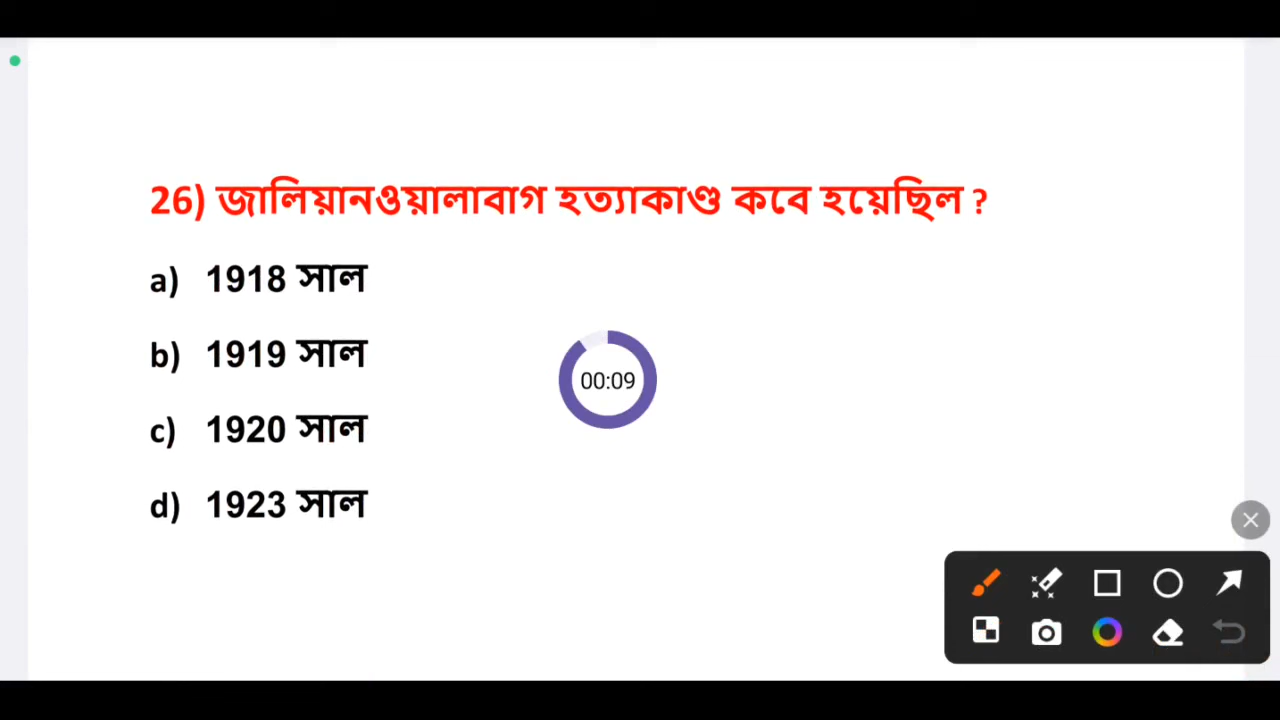 26) জালিয়ানওয়ালাবাগ হত্যাকাণ্ড কবে হয়েছিল ?
a) 1918 সাল
b) 1919 সাল
00:09
c) 1920 সাল
d) 1923 সাল